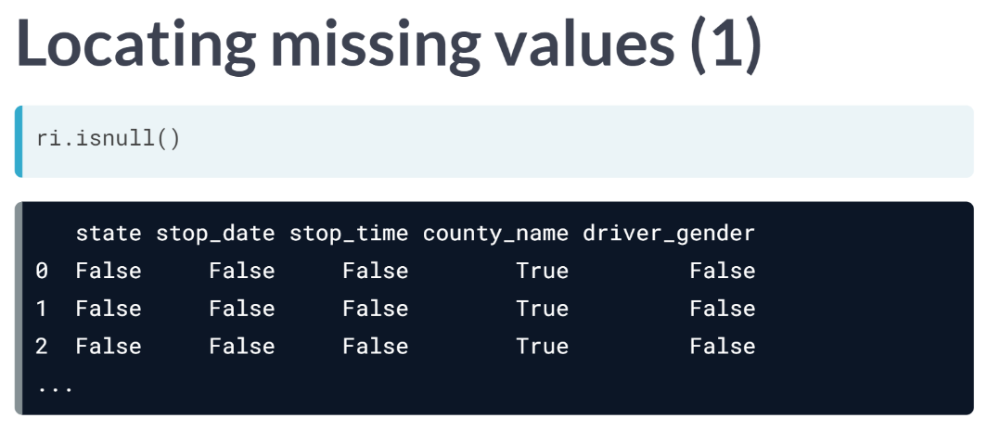 Locating missing values (1)
ri.isnull()
state stop_date stop_time county_name driver_gender
0 False False False True False
1 False False False True False
2 False False False True False
...